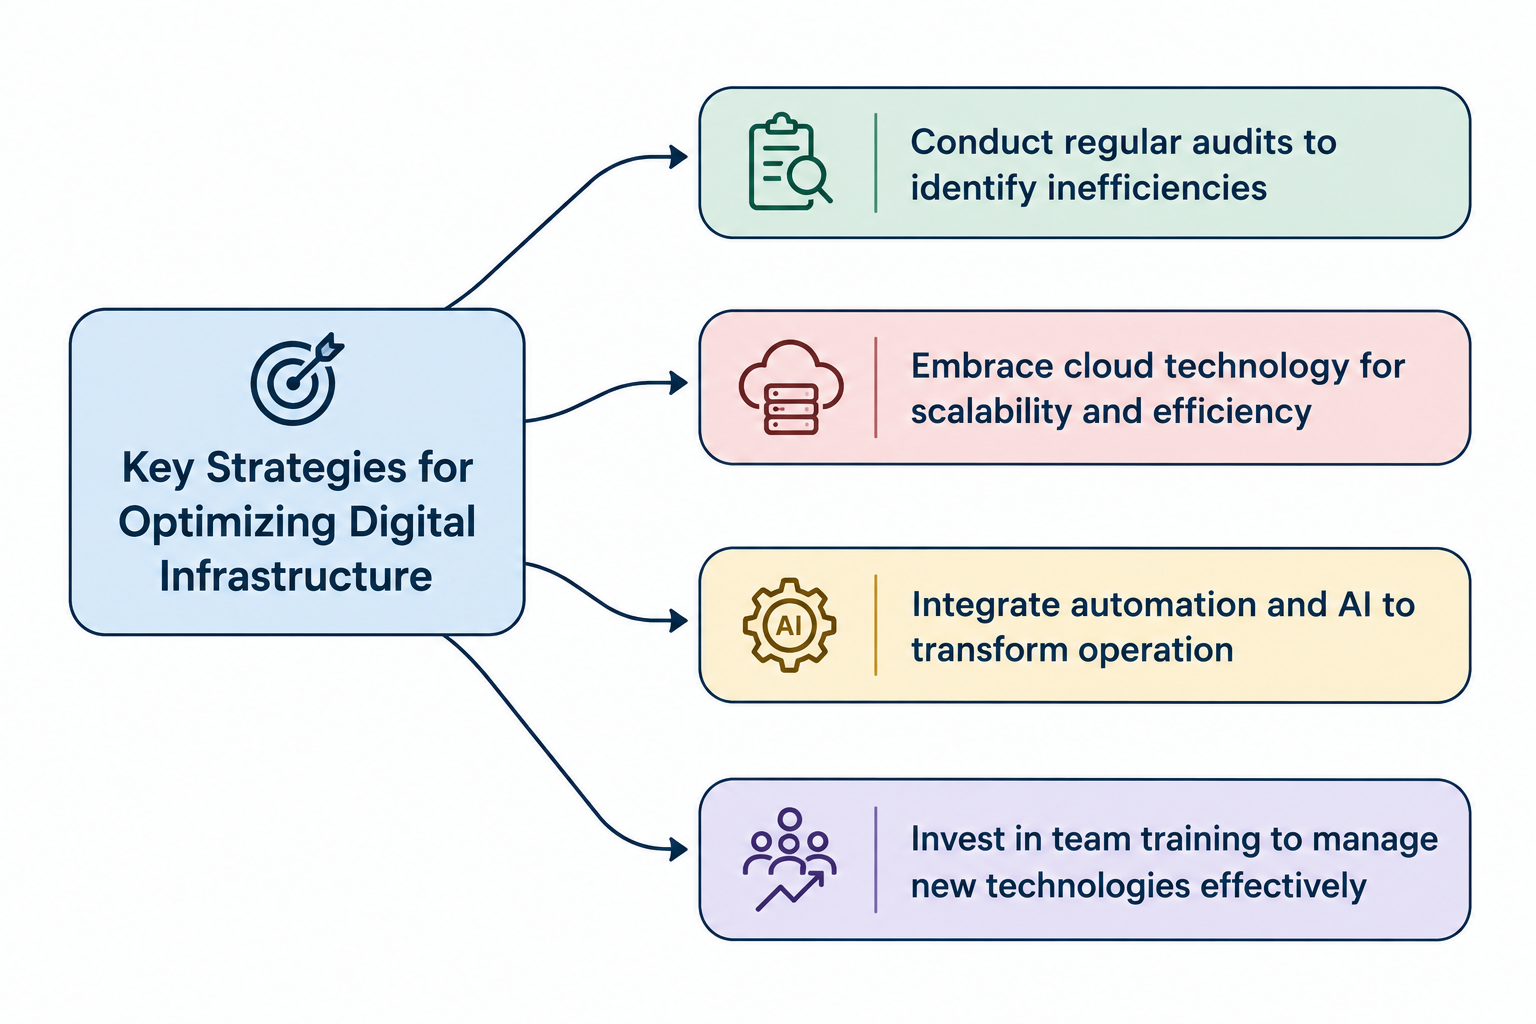 Key Strategies for
Optimizing Digital
Infrastructure
Conduct regular audits to
identify inefficiencies
Embrace cloud technology for
scalability and efficiency
AI
Integrate automation and AI to
transform operation
Invest in team training to manage
new technologies effectively